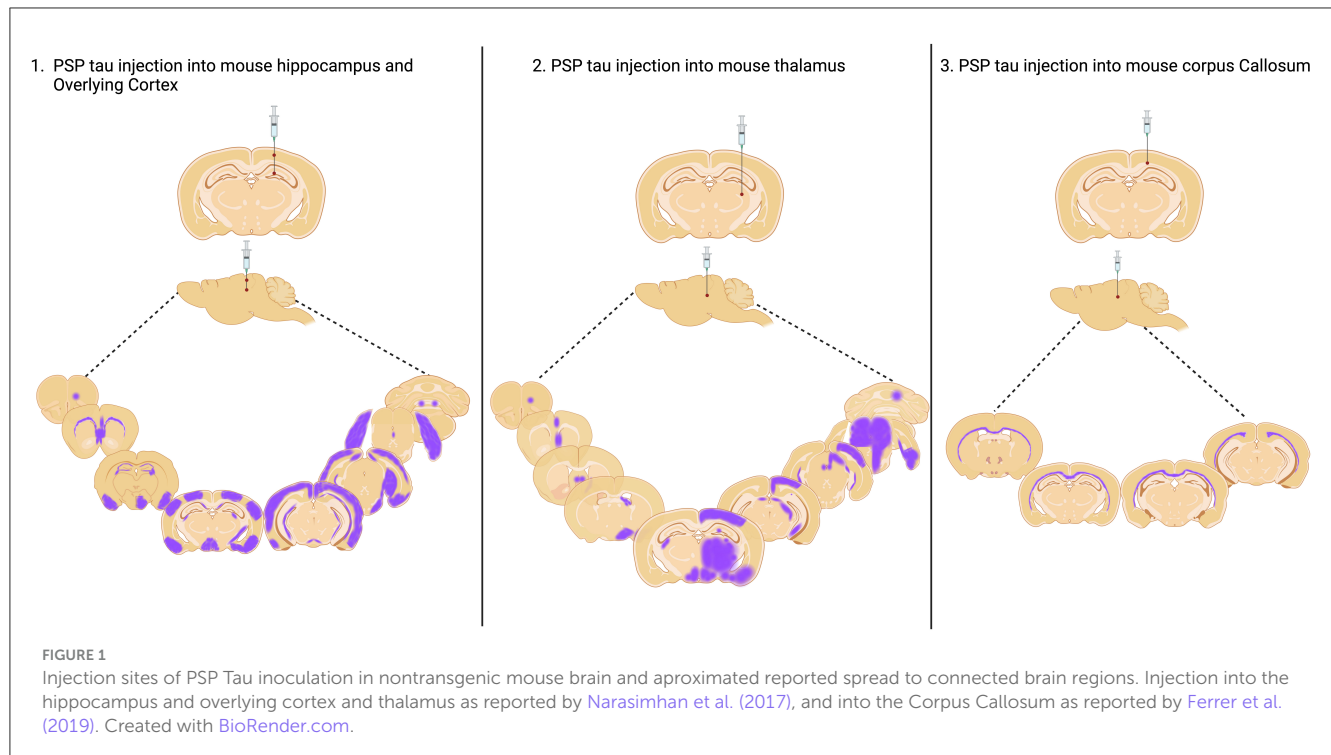 1. PSP tau injection into mouse hippocampus and
Overlying Cortex
2. PSP tau injection into mouse thalamus
3. PSP tau injection into mouse corpus Callosum
FIGURE 1
Injection sites of PSP Tau inoculation in nontransgenic mouse brain and aproximated reported spread to connected brain regions. Injection into the
hippocampus and overlying cortex and thalamus as reported by Narasimhan et al. (2017), and into the Corpus Callosum as reported by Ferrer et al.
(2019). Created with BioRender.com.